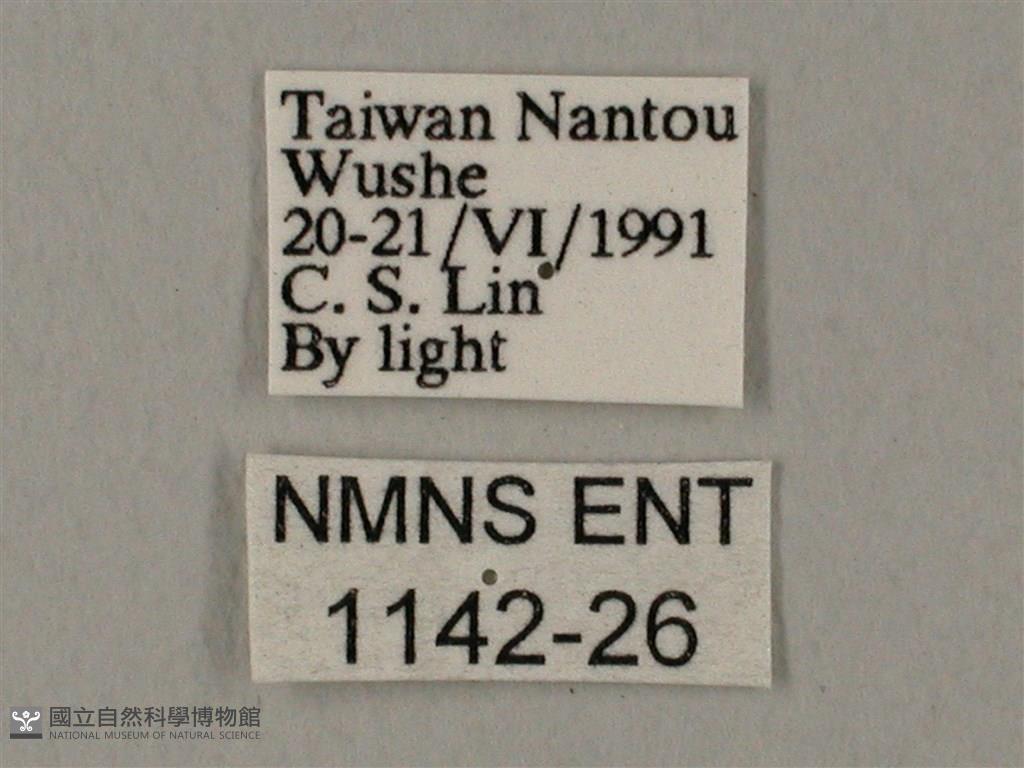 Taiwan Nantou
Wushe
20-21/VI/1991
C. S. Lin
By light
NMNS ENT
1142-26
國立自然科學博物館
NATIONAL MUSEUM OF NATURAL SCIENCE